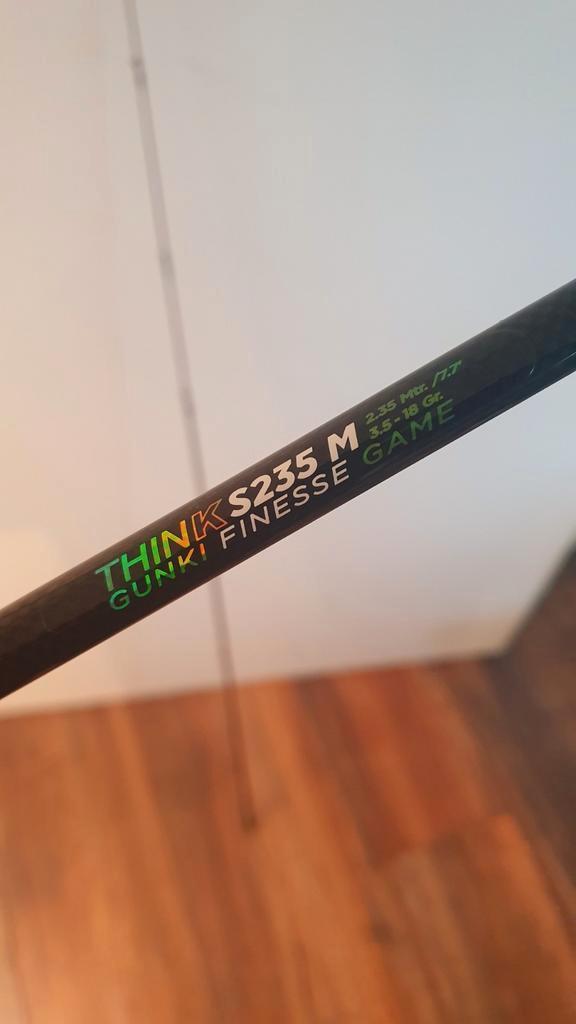 THINK S235 M 2.35 Mtr. /7.7'
3.5 - 18 Gr.
GUNKI FINESSE GAME